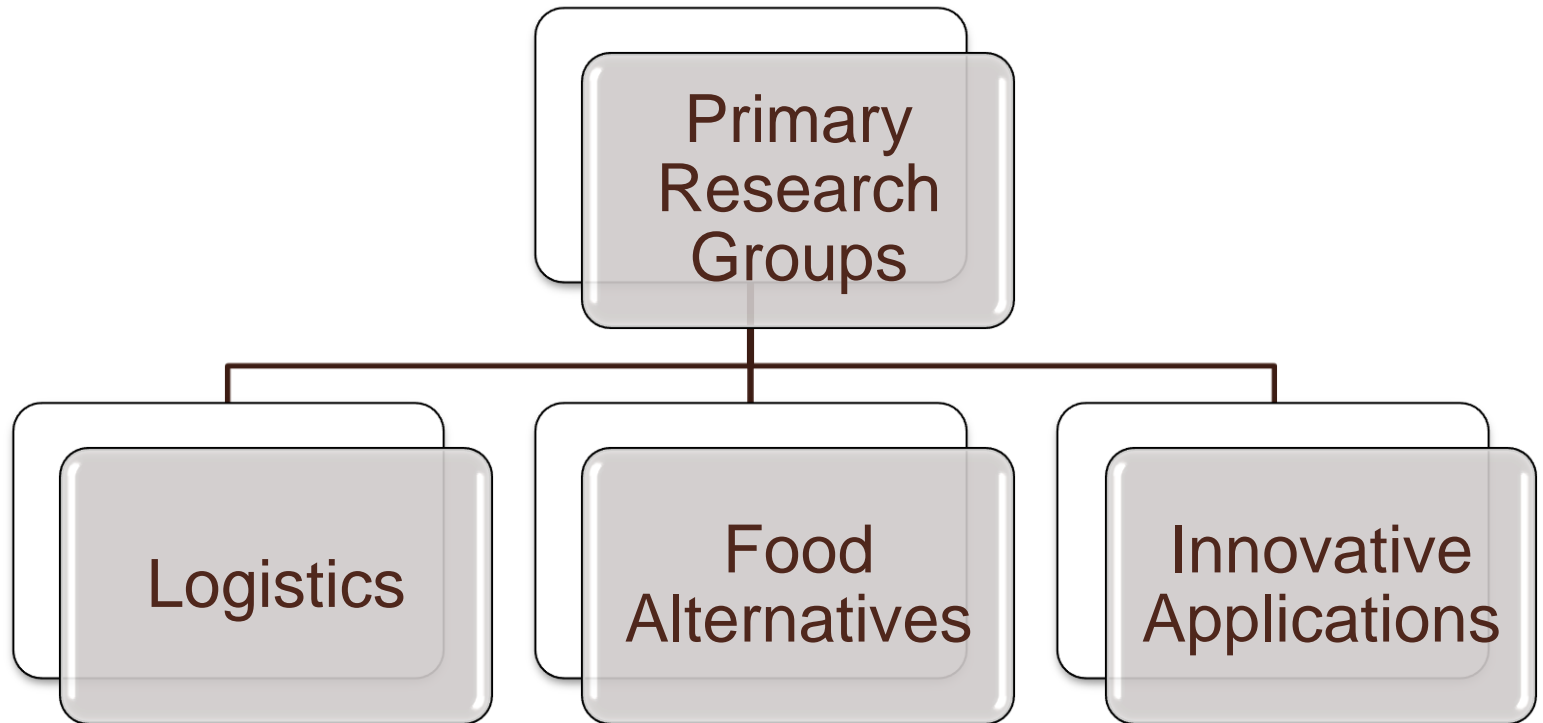 Primary
Research
Groups
Logistics
Food
Alternatives
Innovative
Applications